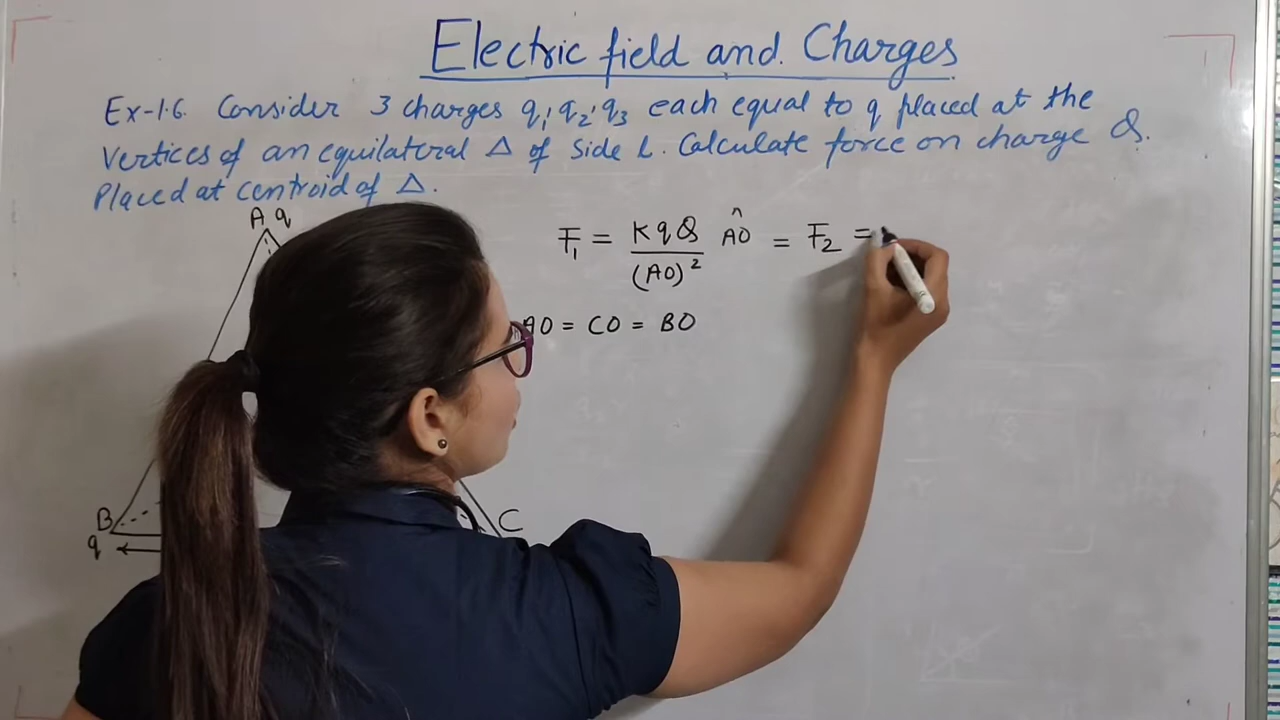 Electric field and Charges
Ex-1.6. Consider 3 charges q₁, q₂, q₃ each equal to q placed at the
Vertices of an equilateral Δ of Side L. Calculate force on charge Q.
Placed at centroid of Δ.
A q
F₁ = KqQ/(AO)² AÔ = F₂ =
AO = CO = BO
B
C
q